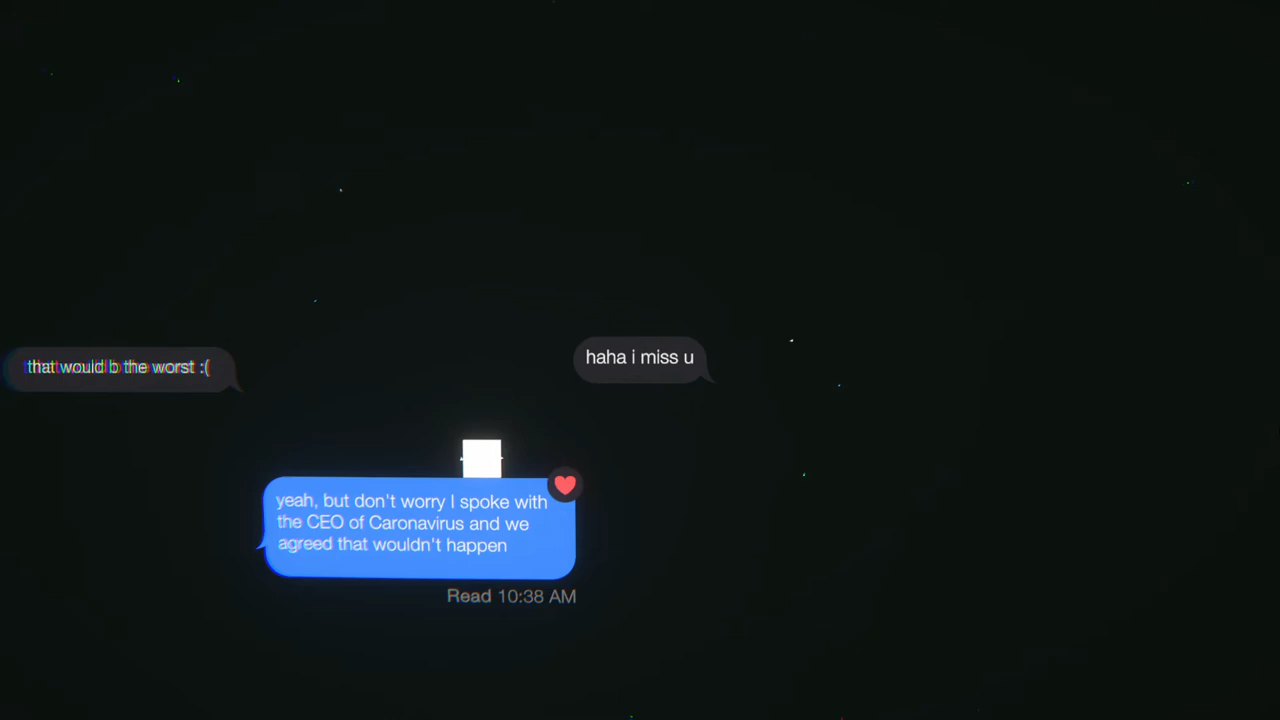 that would b the worst :(
haha i miss u
yeah, but don't worry I spoke with
the CEO of Caronavirus and we
agreed that wouldn't happen
Read 10:38 AM